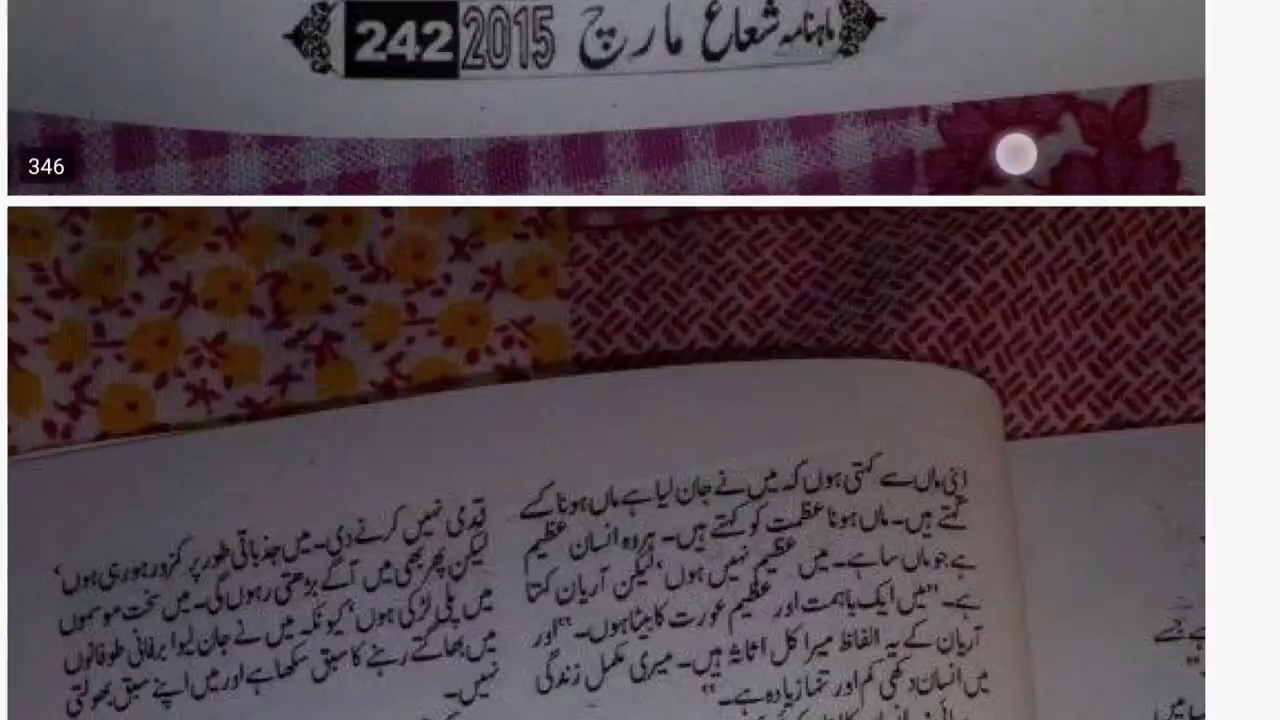 ماہنامہ شعاع مارچ 2015 242
346
اپنی ماں سے کہتی ہوں کہ میں نے جان لیا ہے ماں ہونا کسے
کہتے ہیں۔ ماں ہونا عظمت کو کہتے ہیں۔ ہر وہ انسان عظیم
ہے جو ماں سا ہے۔ میں عظیم نہیں ہوں، لیکن آریان کہتا
ہے۔ "میں ایک باہمت اور عظیم عورت کا بیٹا ہوں۔" اور
آریان کے یہ الفاظ میرا کل اثاثہ ہیں۔ میری مکمل زندگی
میں انسان دکھی کم اور تنہا زیادہ ہے۔"
قدمی نہیں کرنے دی۔ میں جذباتی طور پر کمزور ہو رہی ہوں،
لیکن پھر بھی میں آگے بڑھتی رہوں گی۔ میں سخت موسموں
میں پلی لڑکی ہوں، کیونکہ میں نے جان لیوا برفانی طوفانوں
میں بھاگتے رہنے کا سبق سکھا ہے اور میں اپنے سبق بھولتی
نہیں۔
ہے جسے